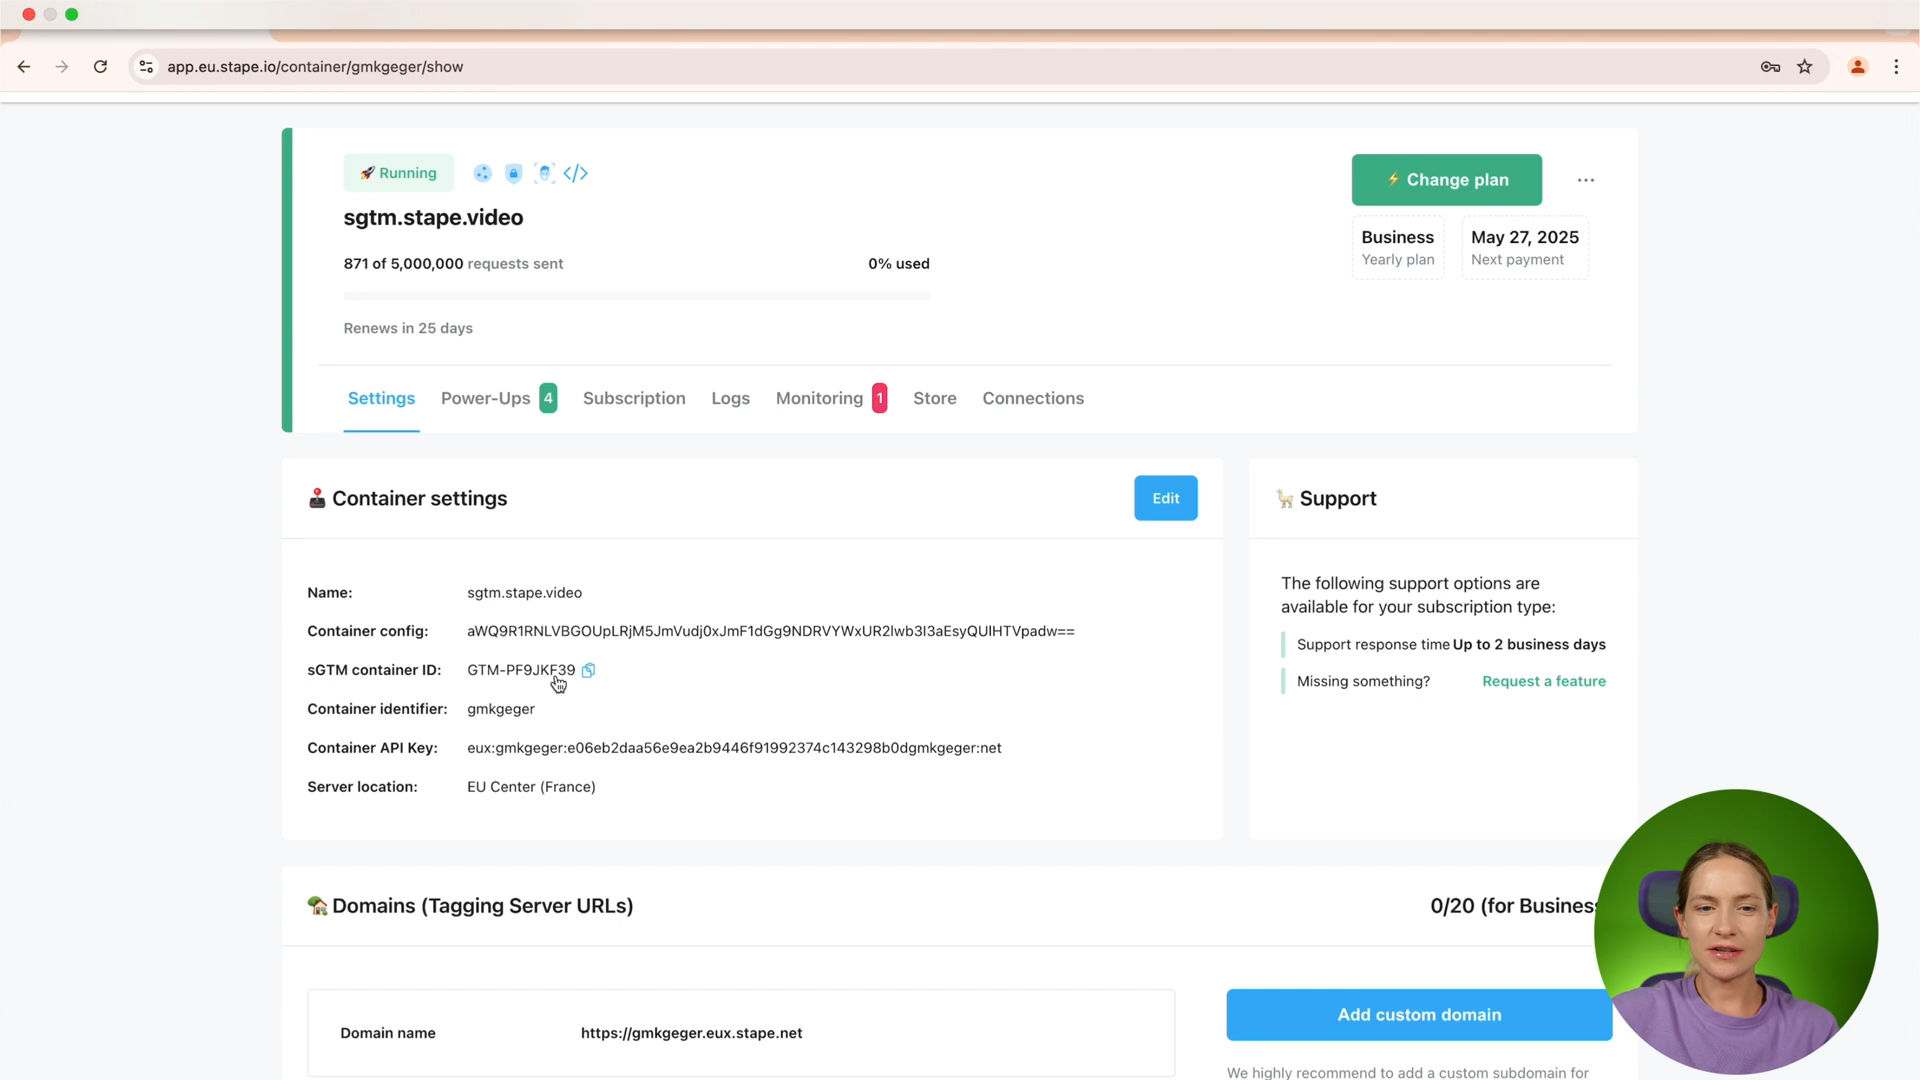 app.eu.stape.io/container/gmkgeger/show
🚀 Running
⚡ Change plan
sgtm.stape.video
Business
Yearly plan
May 27, 2025
Next payment
871 of 5,000,000 requests sent
0% used
Renews in 25 days
Settings
Power-Ups 4
Subscription
Logs
Monitoring 1
Store
Connections
Container settings
Edit
Support
Name: sgtm.stape.video
Container config: aWQ9R1RNLVBGOUpLRjM5JmVudj0xJmF1dGg9NDRVYWxUR2lwb3I3aEsyQUlHTVpadw==
sGTM container ID: GTM-PF9JKF39
Container identifier: gmkgeger
Container API Key: eux:gmkgeger:e06eb2daa56e9ea2b9446f91992374c143298b0dgmkgeger:net
Server location: EU Center (France)
The following support options are
available for your subscription type:
Support response time Up to 2 business days
Missing something? Request a feature
Domains (Tagging Server URLs)
0/20 (for Business
Domain name https://gmkgeger.eux.stape.net
Add custom domain
We highly recommend to add a custom subdomain for